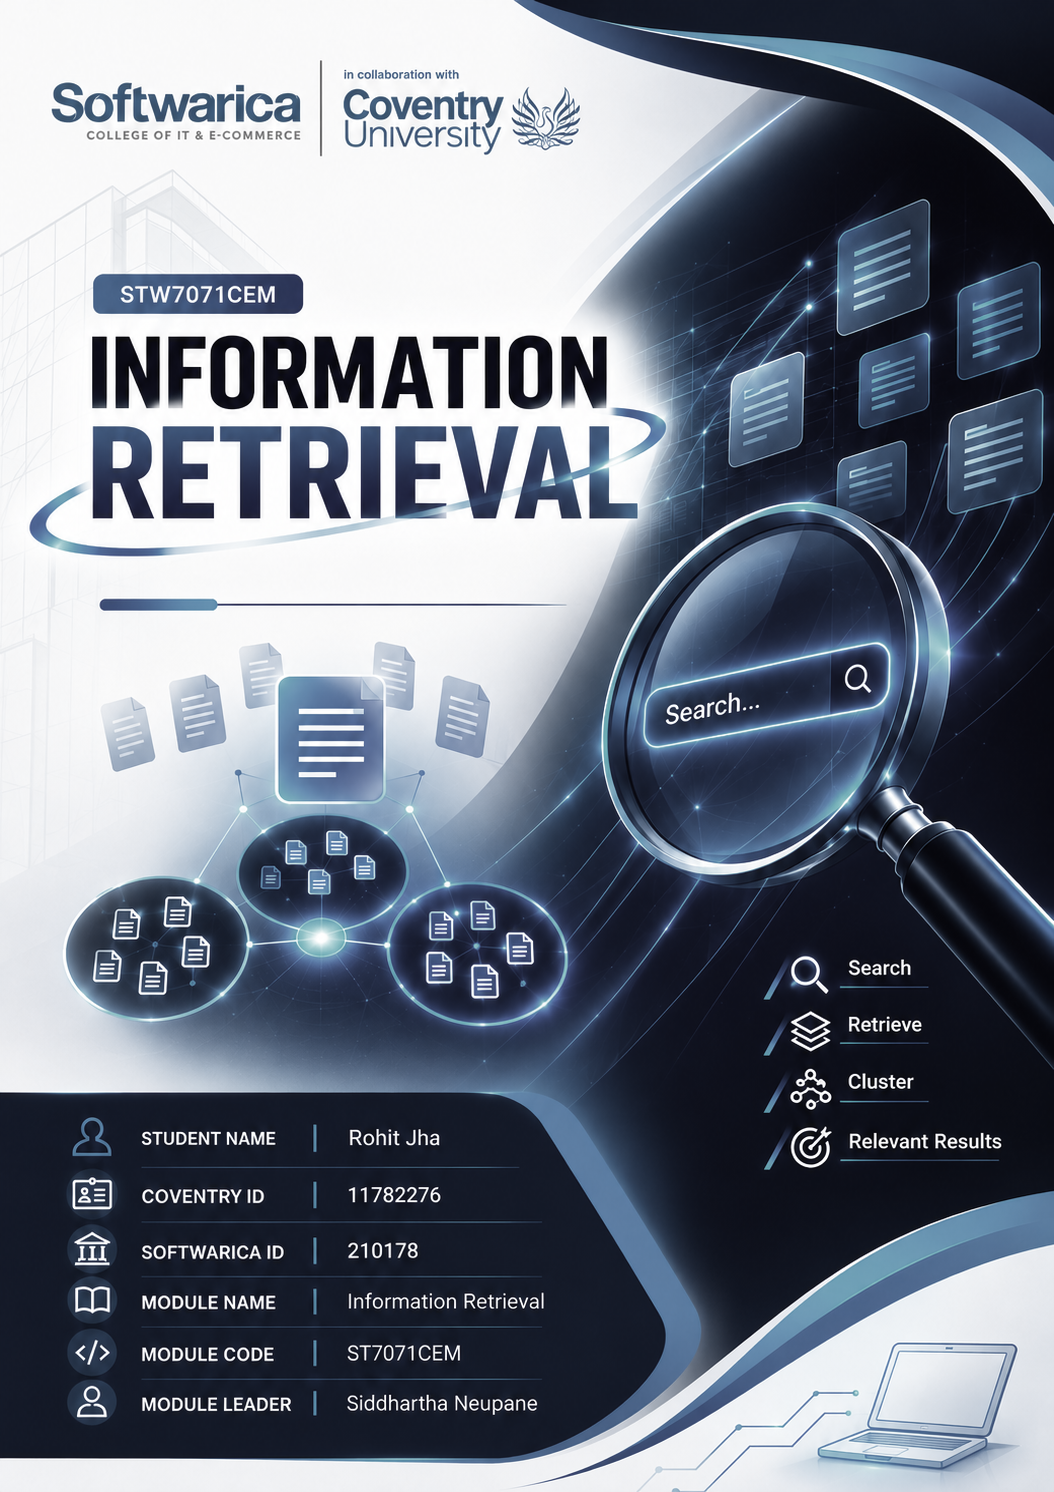 Softwarica
COLLEGE OF IT & E-COMMERCE
in collaboration with
Coventry
University
STW7071CEM
INFORMATION
RETRIEVAL
Search...
Search
Retrieve
Cluster
Relevant Results
STUDENT NAME | Rohit Jha
COVENTRY ID | 11782276
SOFTWARICA ID | 210178
MODULE NAME | Information Retrieval
MODULE CODE | ST7071CEM
MODULE LEADER | Siddhartha Neupane